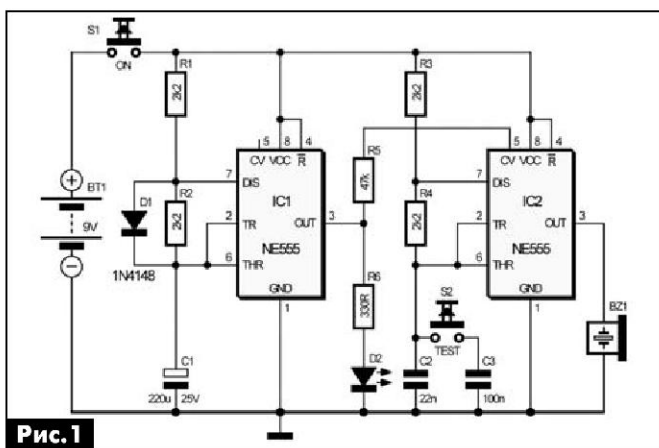 S1
ON
R1
2k2
R3
2k2
5 8 4
CV VCC R̅
7 DIS
IC1
2 TR
OUT 3
NE555
6 THR
GND
1
R5
47k
5 8 4
CV VCC R̅
7 DIS
IC2
2 TR
OUT 3
NE555
6 THR
GND
1
BT1
9V
D1
1N4148
R2
2k2
R4
2k2
R6
330R
S2
TEST
BZ1
D2
C1
220u 25V
C2
22n
C3
100n
Рис.1